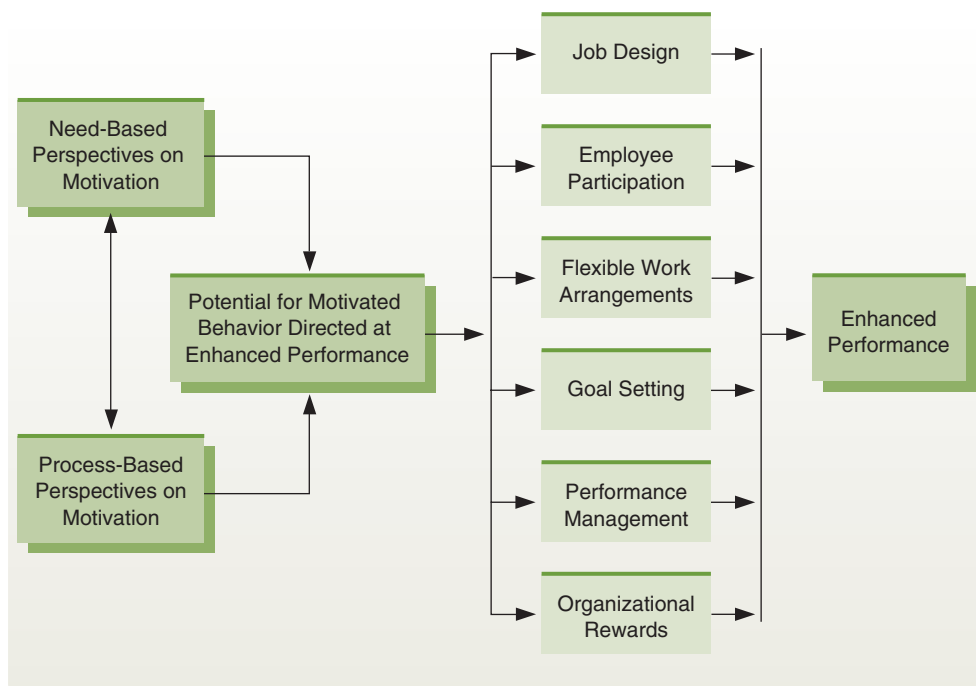 Need-Based
Perspectives on
Motivation
Process-Based
Perspectives on
Motivation
Potential for Motivated
Behavior Directed at
Enhanced Performance
Job Design
Employee
Participation
Flexible Work
Arrangements
Goal Setting
Performance
Management
Organizational
Rewards
Enhanced
Performance